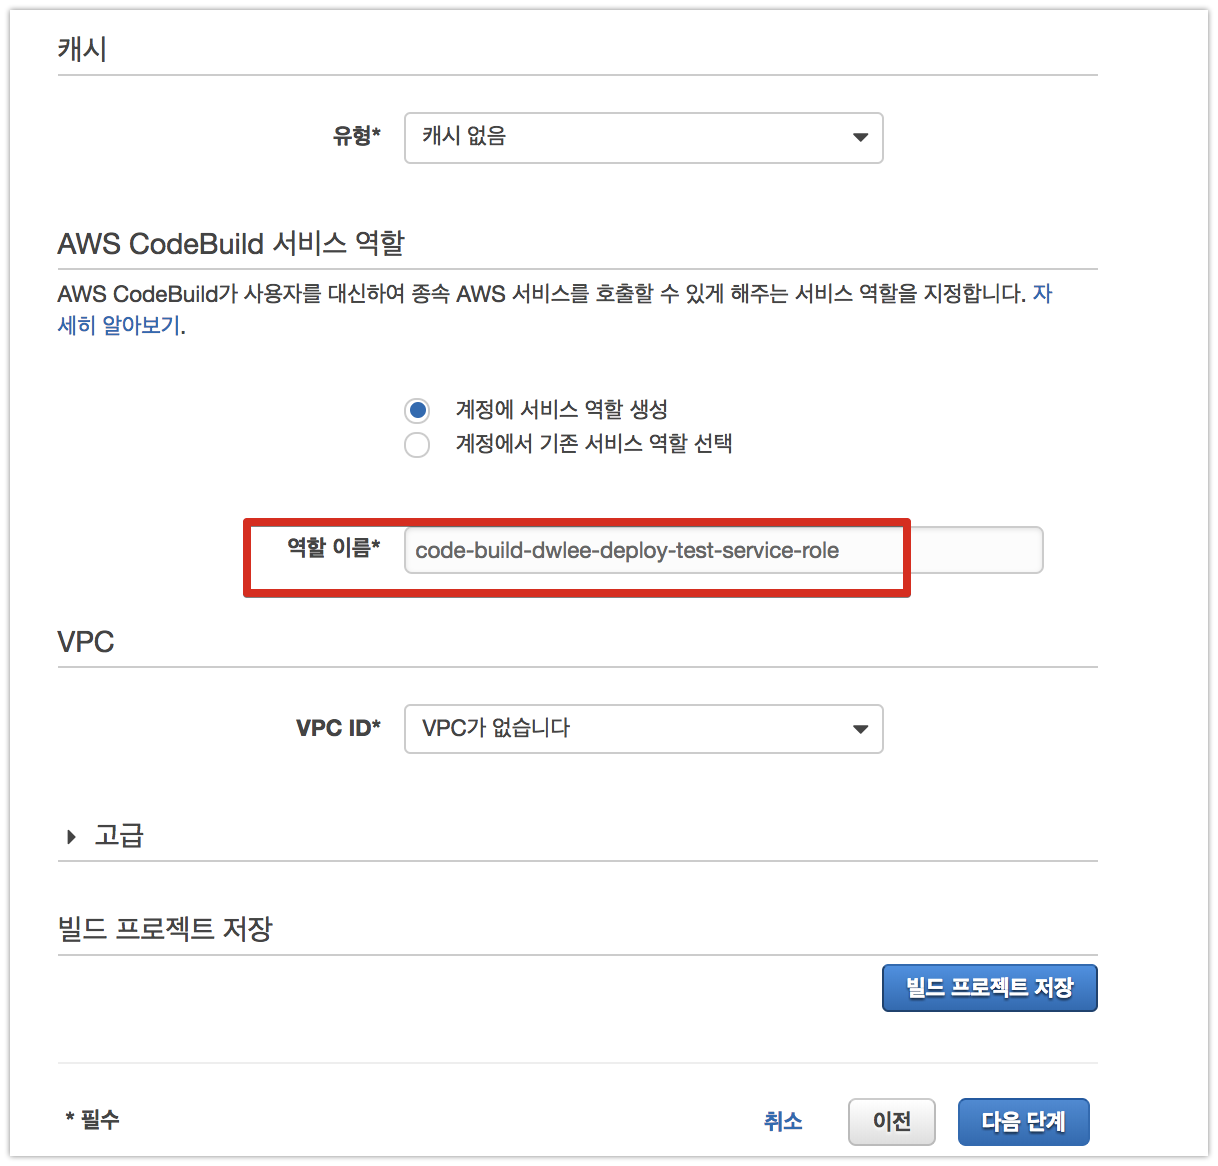 캐시
유형* 캐시 없음
AWS CodeBuild 서비스 역할
AWS CodeBuild가 사용자를 대신하여 종속 AWS 서비스를 호출할 수 있게 해주는 서비스 역할을 지정합니다. 자
세히 알아보기.
계정에 서비스 역할 생성
계정에서 기존 서비스 역할 선택
역할 이름* code-build-dwlee-deploy-test-service-role
VPC
VPC ID* VPC가 없습니다
고급
빌드 프로젝트 저장
빌드 프로젝트 저장
* 필수 취소 이전 다음 단계